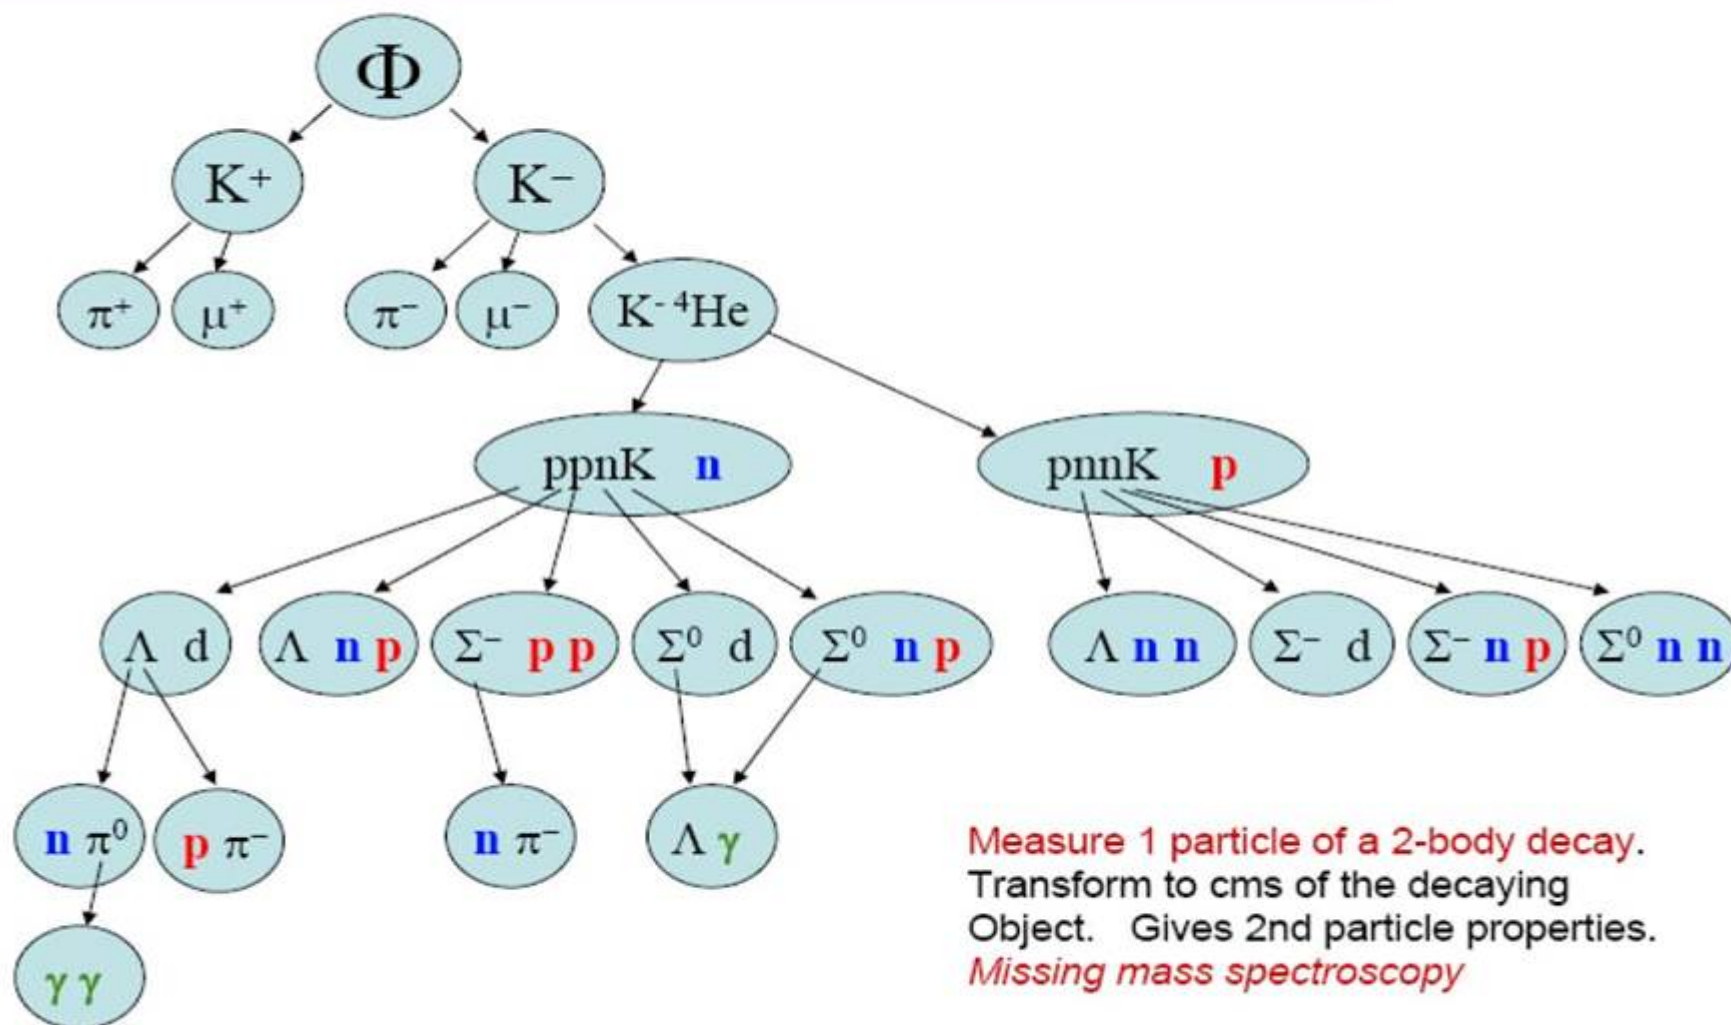 Φ
K⁺ K⁻
π⁺ μ⁺ π⁻ μ⁻ K⁻ ⁴He
ppnK n pnnK p
Λ d Λ n p Σ⁻ p p Σ⁰ d Σ⁰ n p Λ n n Σ⁻ d Σ⁻ n p Σ⁰ n n
n π⁰ p π⁻ n π⁻ Λ γ
γ γ
Measure 1 particle of a 2-body decay.
Transform to cms of the decaying
Object. Gives 2nd particle properties.
Missing mass spectroscopy